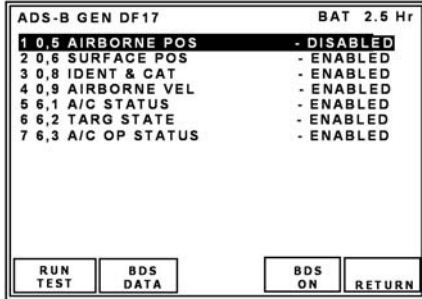 ADS-B GEN DF17 BAT 2.5 Hr
1 0,5 AIRBORNE POS - DISABLED
2 0,6 SURFACE POS - ENABLED
3 0,8 IDENT & CAT - ENABLED
4 0,9 AIRBORNE VEL - ENABLED
5 6,1 A/C STATUS - ENABLED
6 6,2 TARG STATE - ENABLED
7 6,3 A/C OP STATUS - ENABLED
RUN TEST
BDS DATA
BDS ON
RETURN